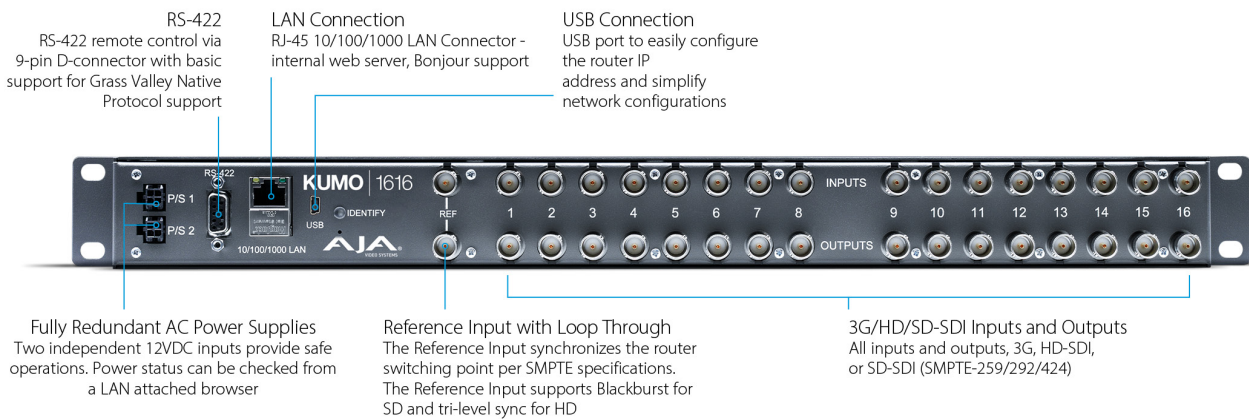 RS-422
RS-422 remote control via
9-pin D-connector with basic
support for Grass Valley Native
Protocol support
LAN Connection
RJ-45 10/100/1000 LAN Connector -
internal web server, Bonjour support
USB Connection
USB port to easily configure
the router IP
address and simplify
network configurations
RS-422
P/S 1
P/S 2
10/100/1000 LAN
KUMO | 1616
USB
IDENTIFY
AJA
VIDEO SYSTEMS
REF
INPUTS
1 2 3 4 5 6 7 8 9 10 11 12 13 14 15 16
OUTPUTS
Fully Redundant AC Power Supplies
Two independent 12VDC inputs provide safe
operations. Power status can be checked from
a LAN attached browser
Reference Input with Loop Through
The Reference Input synchronizes the router
switching point per SMPTE specifications.
The Reference Input supports Blackburst for
SD and tri-level sync for HD
3G/HD/SD-SDI Inputs and Outputs
All inputs and outputs, 3G, HD-SDI,
or SD-SDI (SMPTE-259/292/424)